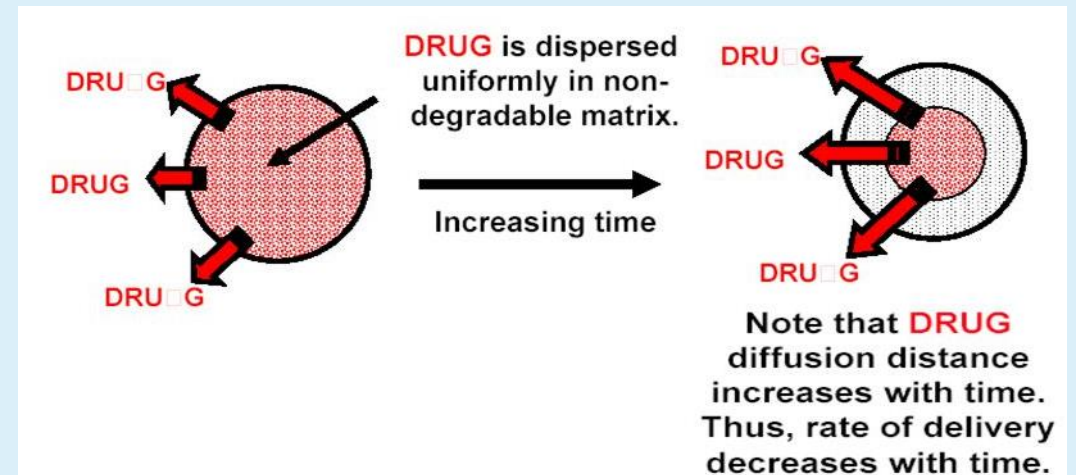 DRU□G
DRUG
DRU□G
DRUG is dispersed
uniformly in non-
degradable matrix.
Increasing time
DRU□G
DRUG
DRU□G
Note that DRUG
diffusion distance
increases with time.
Thus, rate of delivery
decreases with time.